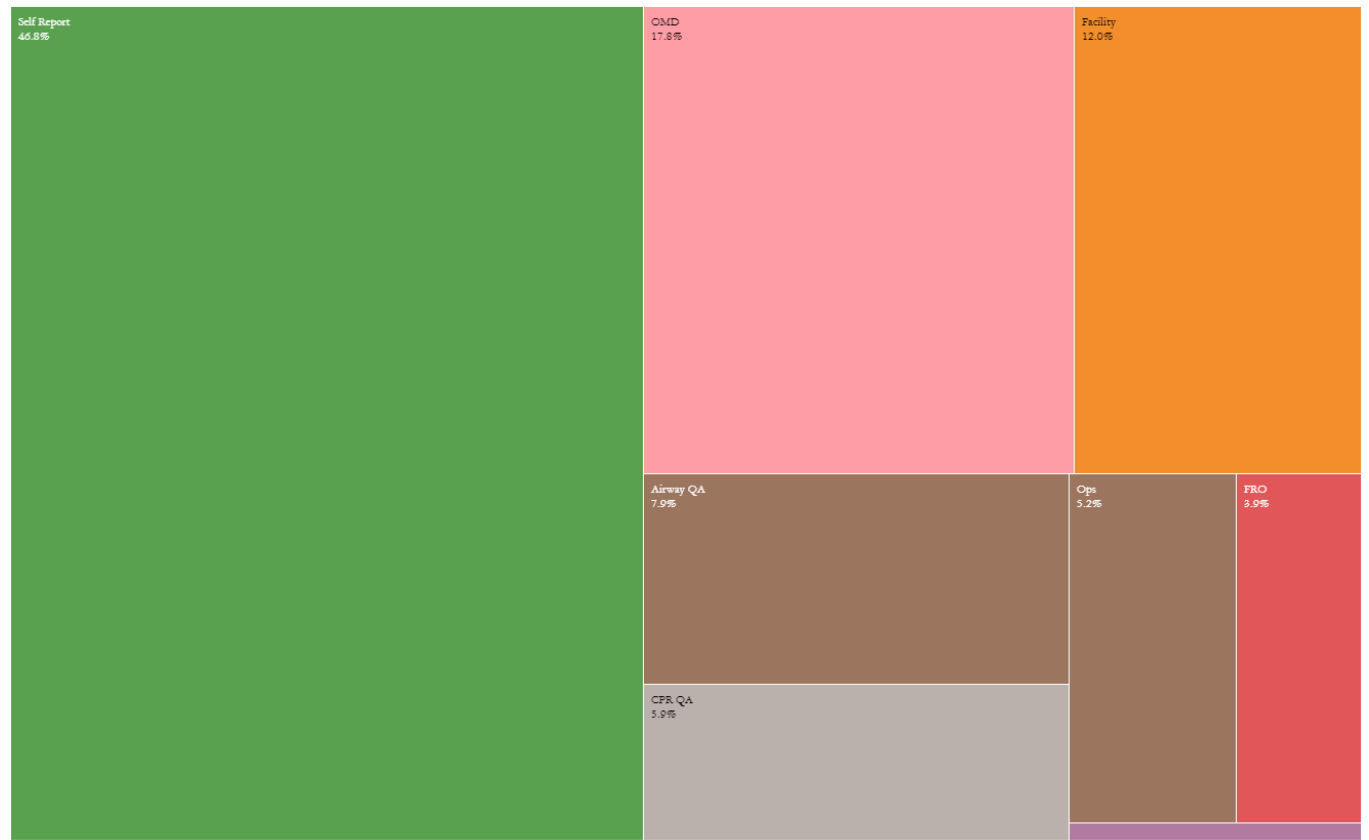 Self Report
46.8%
OMD
17.8%
Facility
12.0%
Airway QA
7.9%
Ops
5.2%
FRO
3.9%
CPR QA
5.9%